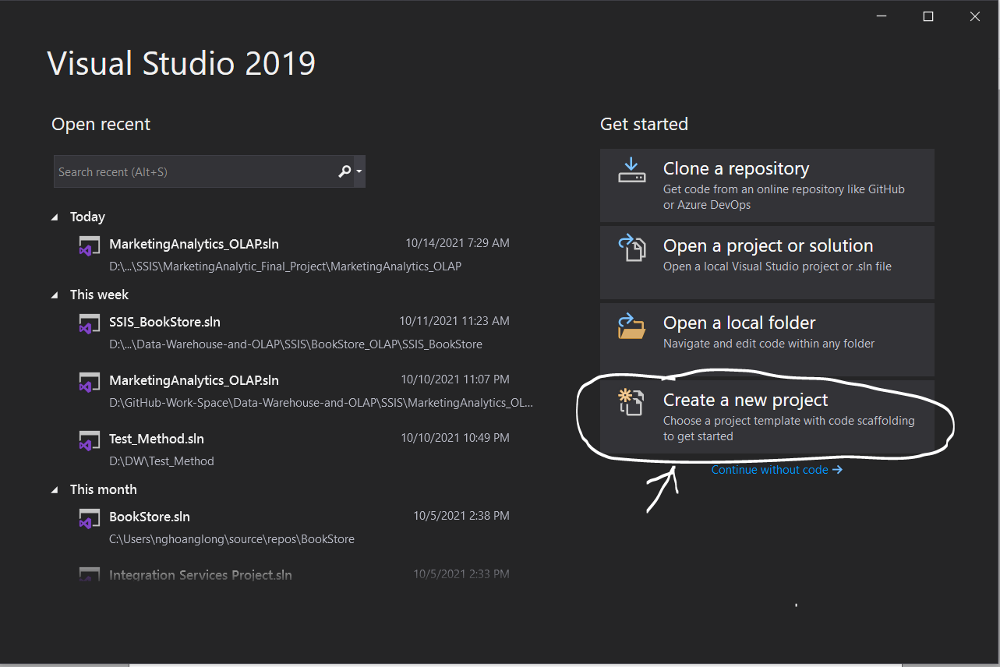 Visual Studio 2019
Open recent
Search recent (Alt+S)
Today
MarketingAnalytics_OLAP.sln 10/14/2021 7:29 AM
D:\...\SSIS\MarketingAnalytic_Final_Project\MarketingAnalytics_OLAP
This week
SSIS_BookStore.sln 10/11/2021 11:23 AM
D:\...\Data-Warehouse-and-OLAP\SSIS\BookStore_OLAP\SSIS_BookStore
MarketingAnalytics_OLAP.sln 10/10/2021 11:07 PM
D:\GitHub-Work-Space\Data-Warehouse-and-OLAP\SSIS\MarketingAnalytics_OL...
Test_Method.sln 10/10/2021 10:49 PM
D:\DW\Test_Method
This month
BookStore.sln 10/5/2021 2:38 PM
C:\Users\nghoanglong\source\repos\BookStore
Integration Services Project.sln 10/5/2021 2:33 PM
Get started
Clone a repository
Get code from an online repository like GitHub
or Azure DevOps
Open a project or solution
Open a local Visual Studio project or .sln file
Open a local folder
Navigate and edit code within any folder
Create a new project
Choose a project template with code scaffolding
to get started
Continue without code →